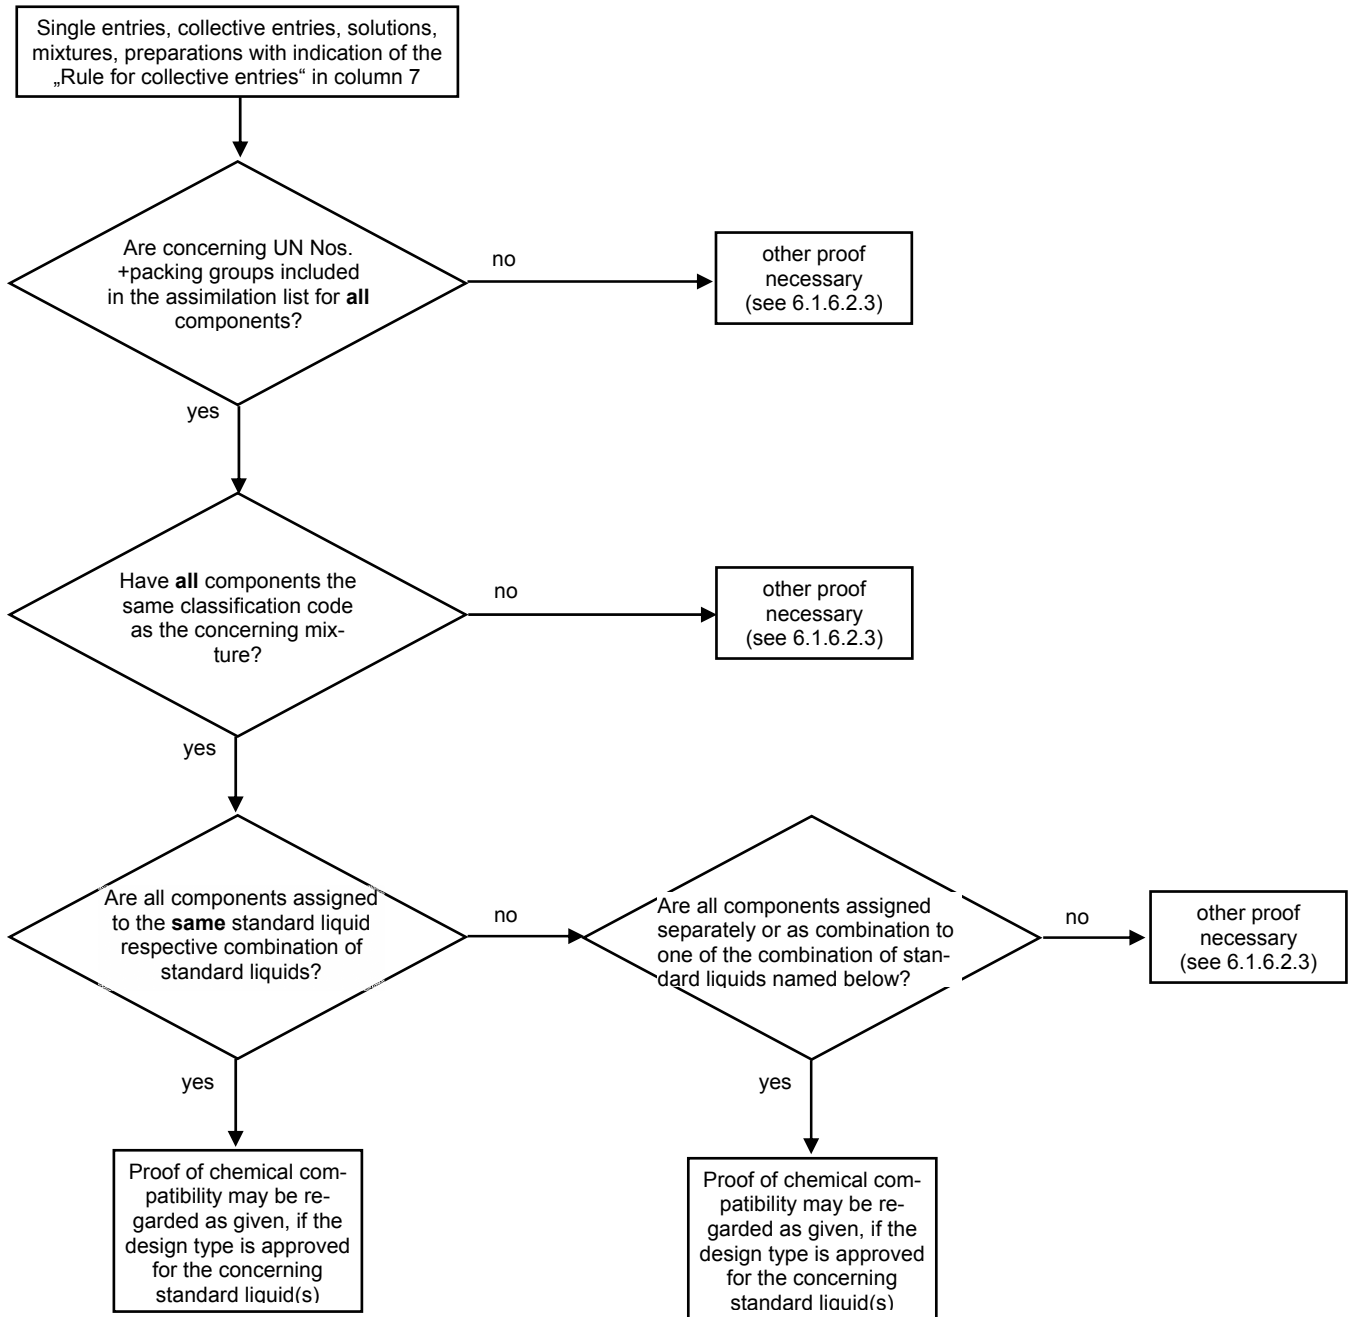 Single entries, collective entries, solutions,
mixtures, preparations with indication of the
„Rule for collective entries“ in column 7
Are concerning UN Nos.
+packing groups included
in the assimilation list for all
components?
no
other proof
necessary
(see 6.1.6.2.3)
yes
Have all components the
same classification code
as the concerning mix-
ture?
no
other proof
necessary
(see 6.1.6.2.3)
yes
Are all components assigned
to the same standard liquid
respective combination of
standard liquids?
no
Are all components assigned
separately or as combination to
one of the combination of stan-
dard liquids named below?
no
other proof
necessary
(see 6.1.6.2.3)
yes
yes
Proof of chemical com-
patibility may be re-
garded as given, if the
design type is approved
for the concerning
standard liquid(s)
Proof of chemical com-
patibility may be re-
garded as given, if the
design type is approved
for the concerning
standard liquid(s)